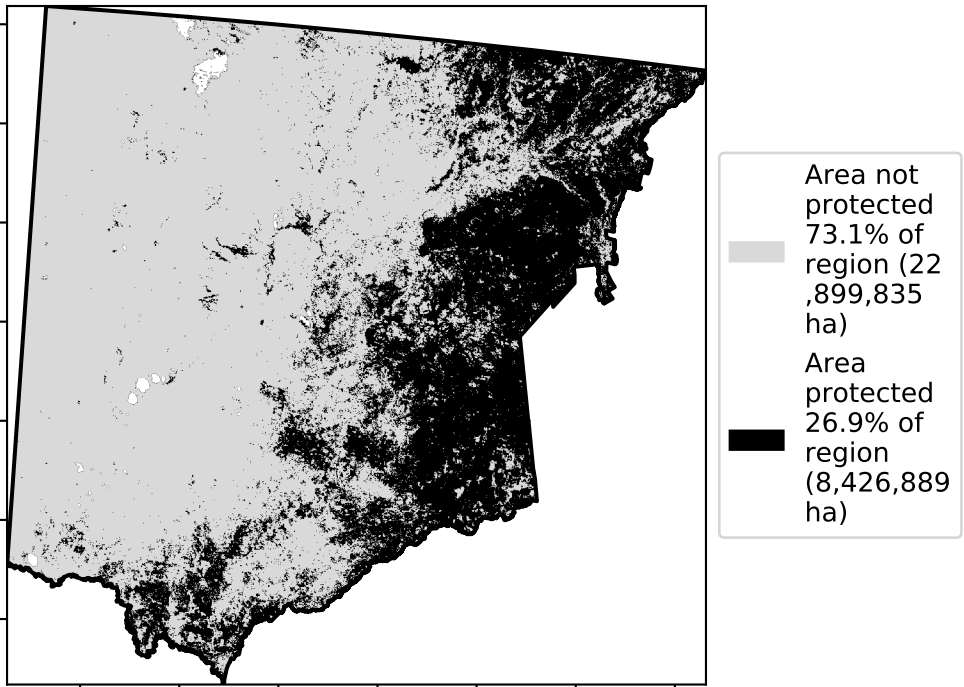 Area not
protected
73.1% of
region (22
,899,835
ha)
Area
protected
26.9% of
region
(8,426,889
ha)